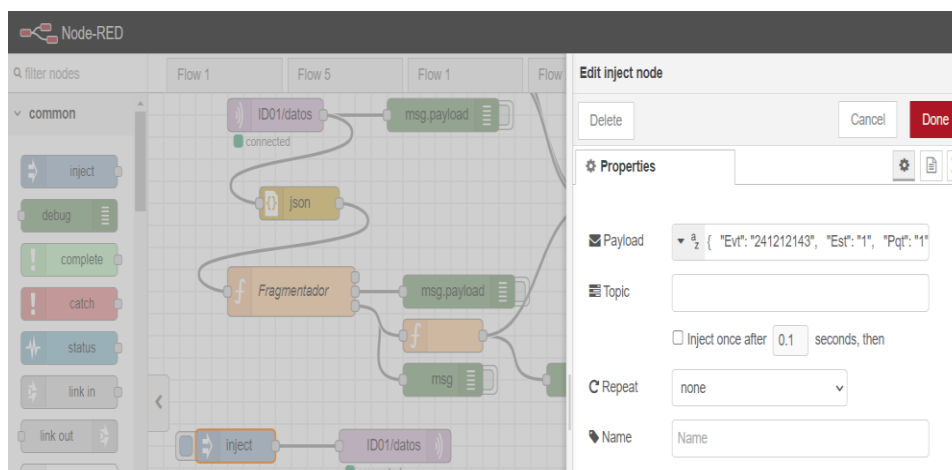 Node-RED
filter nodes
Flow 1
Flow 5
Flow 1
Flow
common
inject
debug
complete
catch
status
link in
link out
ID01/datos
connected
msg.payload
json
Fragmentador
msg.payload
msg
Inject
ID01/datos
Edit inject node
Delete
Cancel
Done
Properties
Payload
az { "Evt": "241212143", "Est": "1", "Pqt": "1"
Topic
Inject once after 0.1 seconds, then
Repeat
none
Name
Name